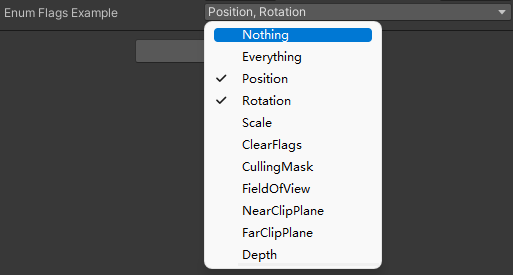 Enum Flags Example
Position, Rotation
Nothing
Everything
Position
Rotation
Scale
ClearFlags
CullingMask
FieldOfView
NearClipPlane
FarClipPlane
Depth